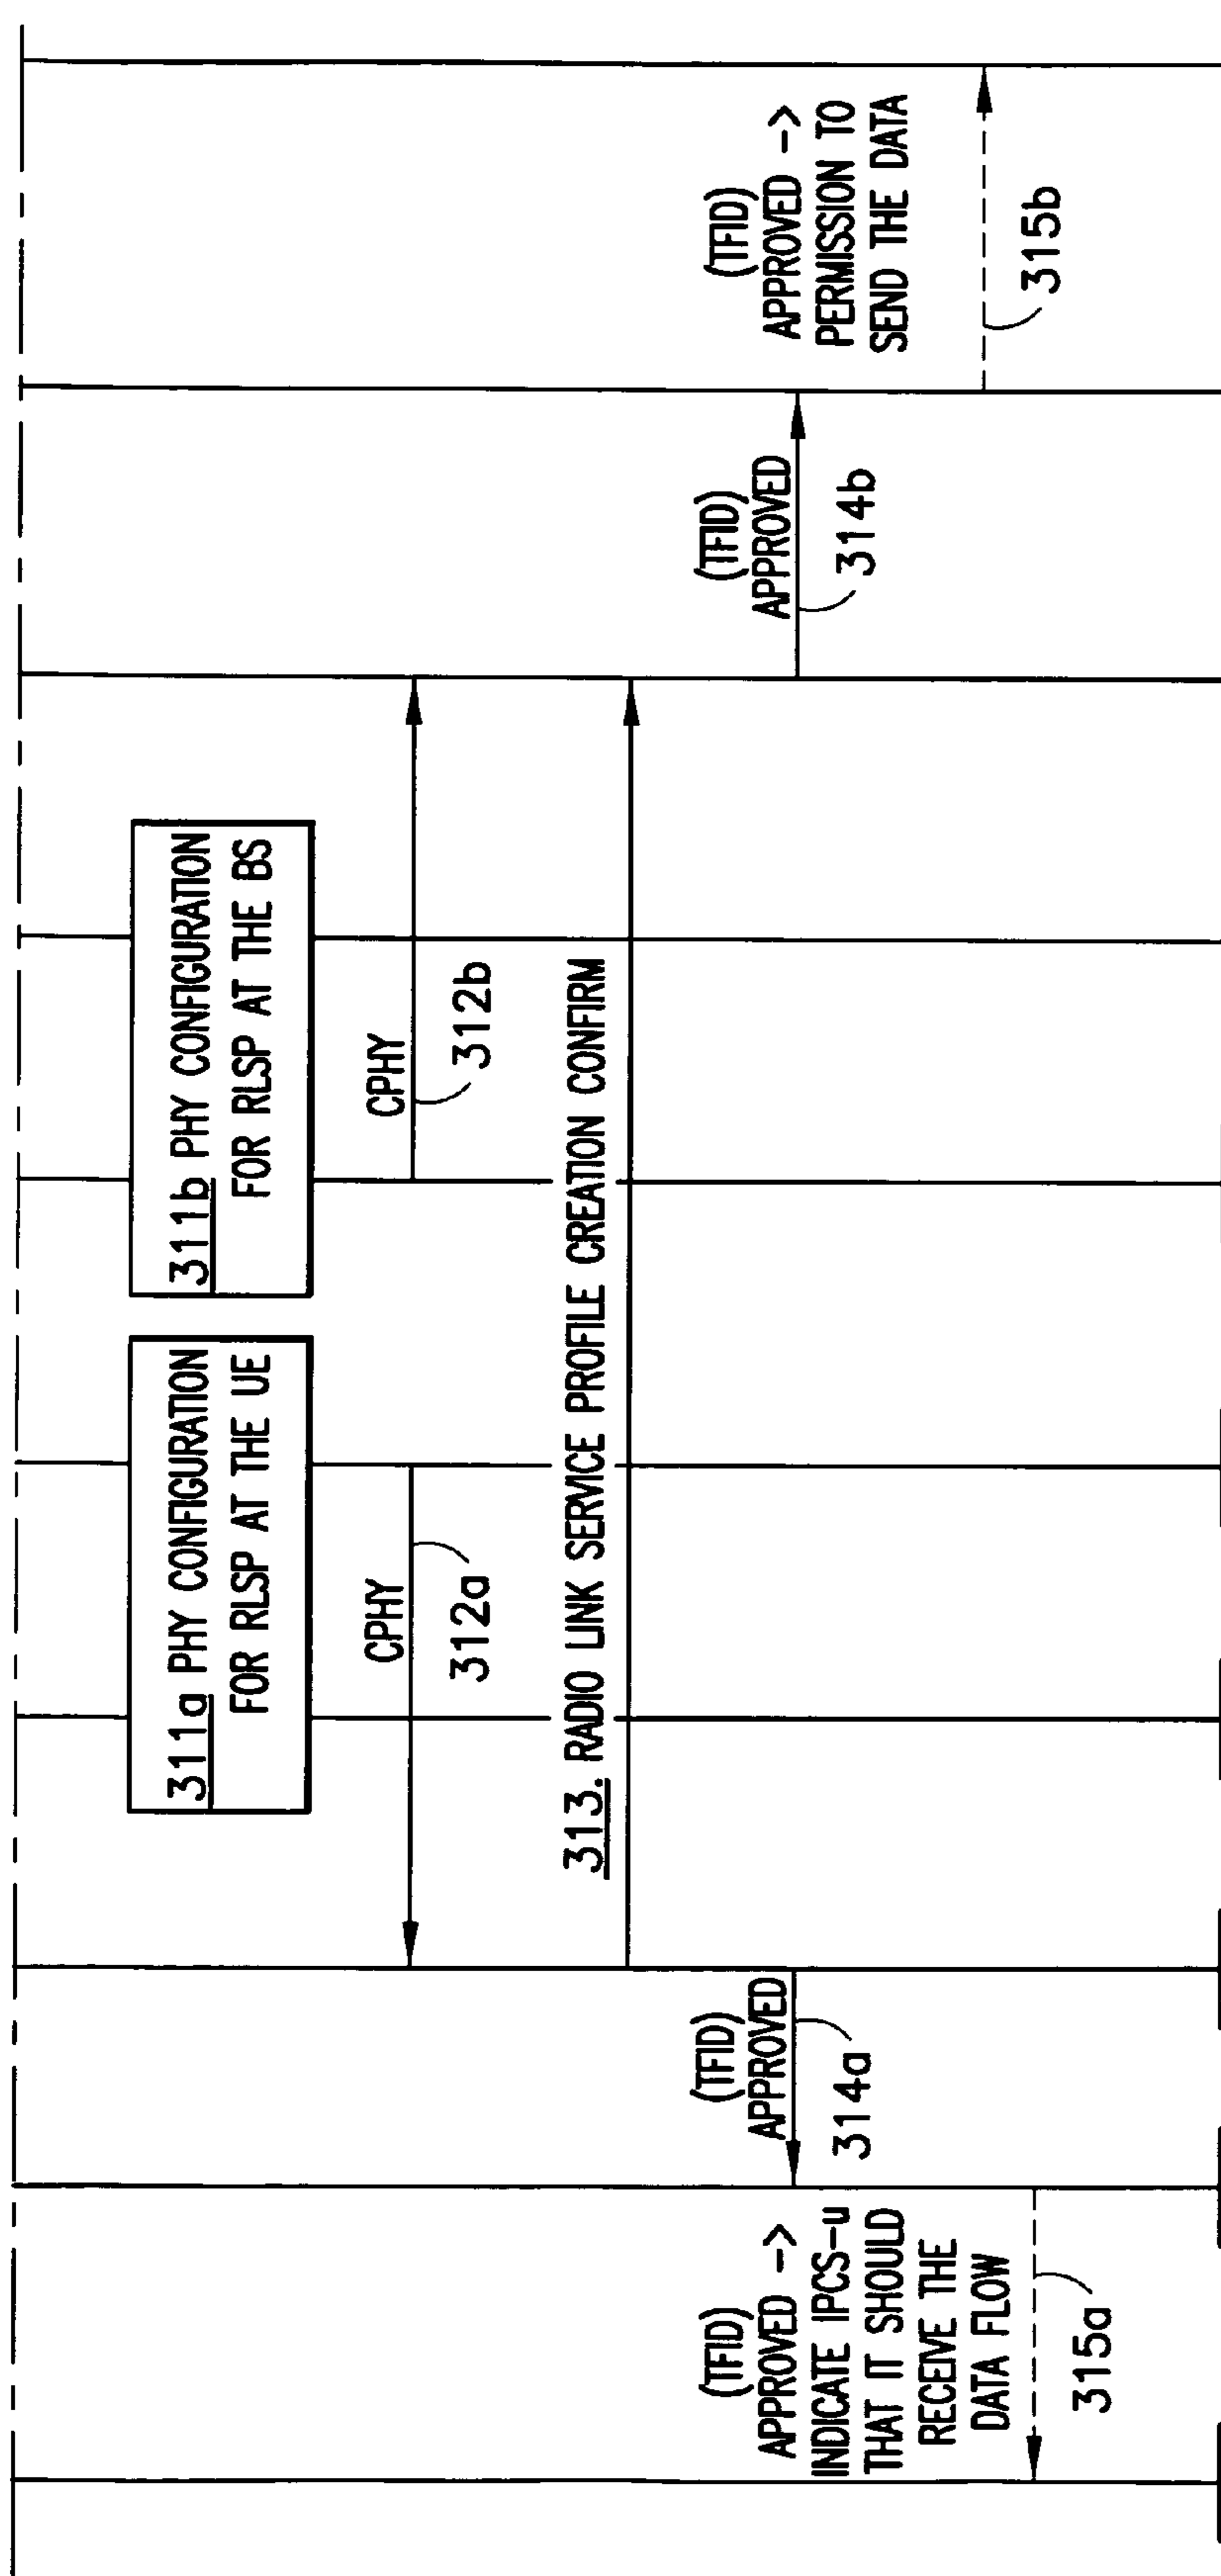 311a PHY CONFIGURATION
FOR RLSP AT THE UE
311b PHY CONFIGURATION
FOR RLSP AT THE BS
CPHY
312a
CPHY
312b
313. RADIO LINK SERVICE PROFILE CREATION CONFIRM
(TFID)
APPROVED ->
INDICATE IPCS-u
THAT IT SHOULD
RECEIVE THE
DATA FLOW
315a
(TFID)
APPROVED
314a
(TFID)
APPROVED
314b
(TFID)
APPROVED ->
PERMISSION TO
SEND THE DATA
315b